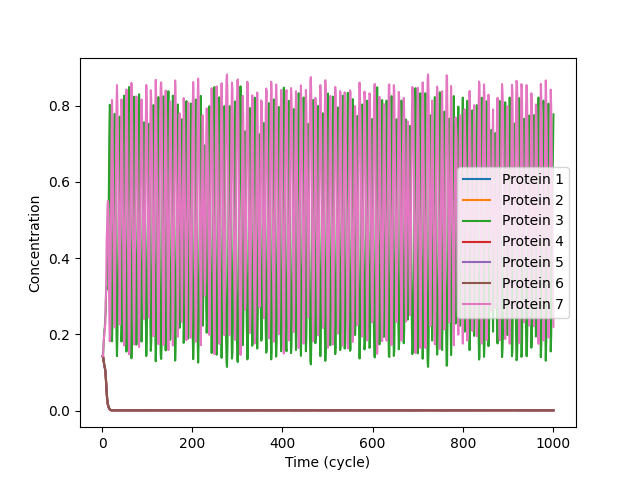 Concentration
0.8
0.6
0.4
0.2
0.0
0
200
400
600
800
1000
Time (cycle)
Protein 1
Protein 2
Protein 3
Protein 4
Protein 5
Protein 6
Protein 7